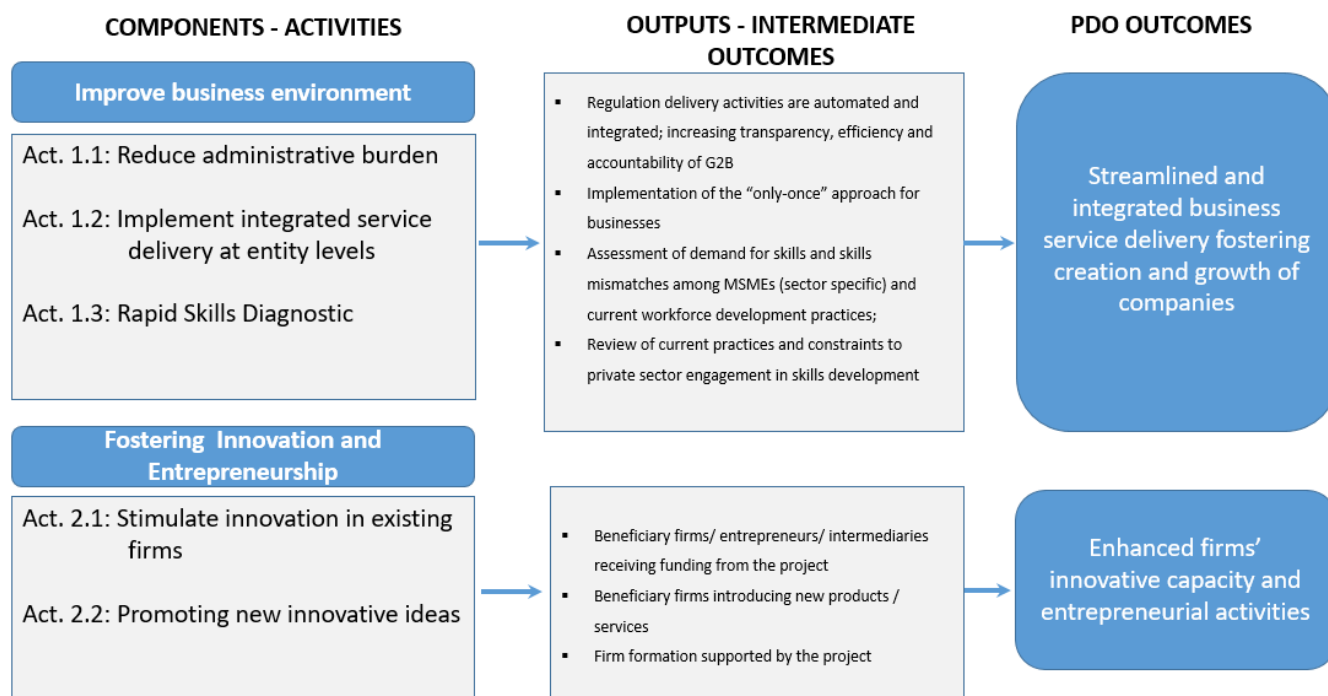 COMPONENTS - ACTIVITIES
OUTPUTS - INTERMEDIATE
OUTCOMES
PDO OUTCOMES
Improve business environment
Act. 1.1: Reduce administrative burden
Act. 1.2: Implement integrated service
delivery at entity levels
Act. 1.3: Rapid Skills Diagnostic
▪ Regulation delivery activities are automated and
integrated; increasing transparency, efficiency and
accountability of G2B
▪ Implementation of the “only-once” approach for
businesses
▪ Assessment of demand for skills and skills
mismatches among MSMEs (sector specific) and
current workforce development practices;
▪ Review of current practices and constraints to
private sector engagement in skills development
Streamlined and
integrated business
service delivery fostering
creation and growth of
companies
Fostering Innovation and
Entrepreneurship
Act. 2.1: Stimulate innovation in existing
firms
Act. 2.2: Promoting new innovative ideas
▪ Beneficiary firms/ entrepreneurs/ intermediaries
receiving funding from the project
▪ Beneficiary firms introducing new products /
services
▪ Firm formation supported by the project
Enhanced firms’
innovative capacity and
entrepreneurial activities